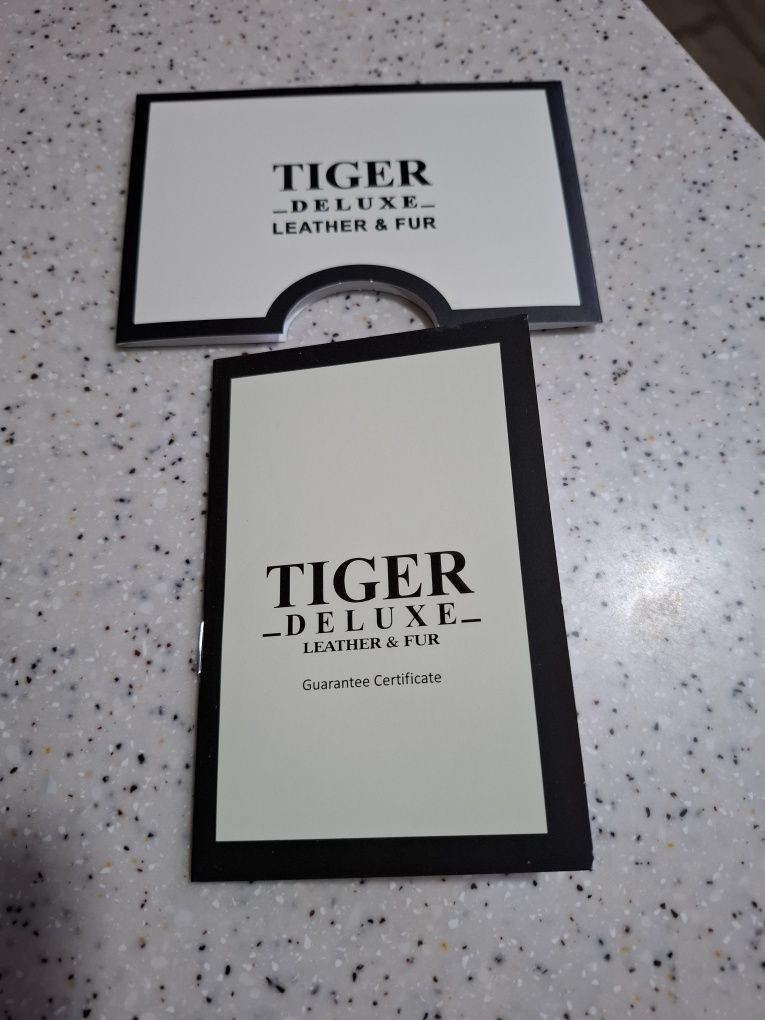 TIGER
DELUXE
LEATHER & FUR
TIGER
DELUXE
LEATHER & FUR
Guarantee Certificate